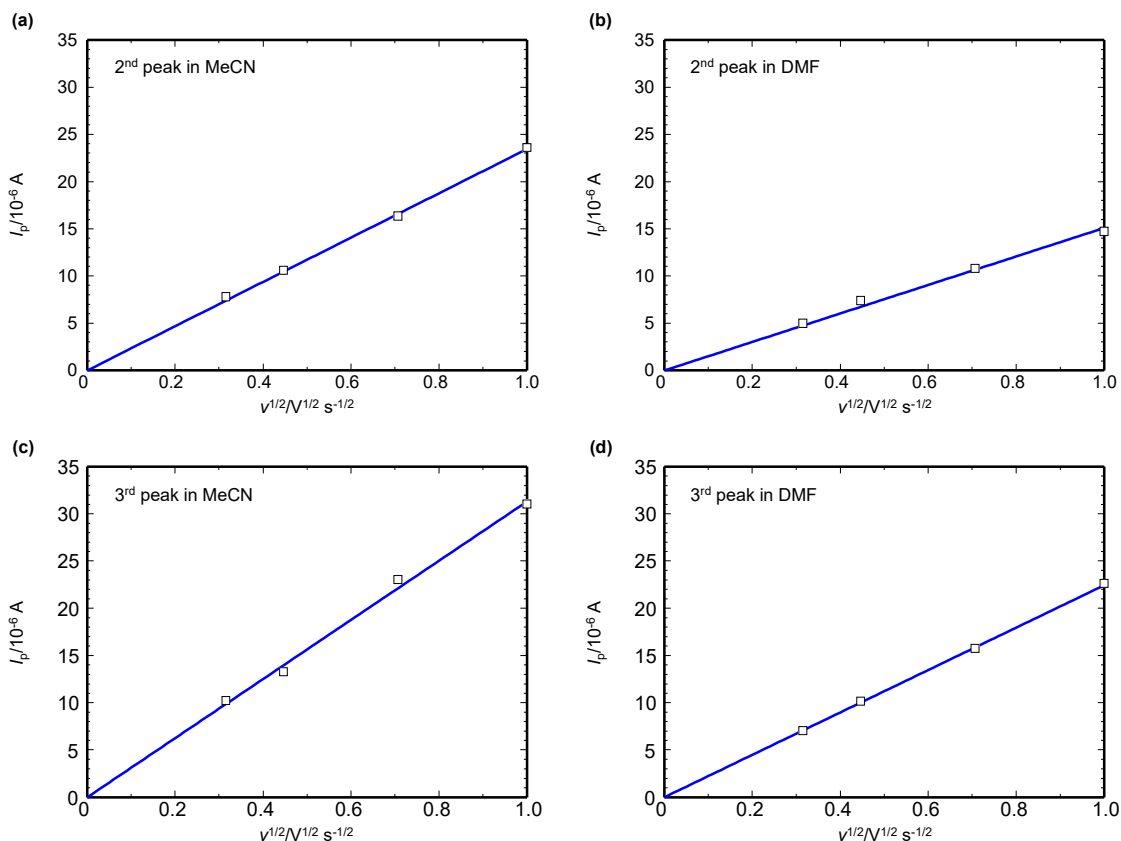 (a)
2nd peak in MeCN
35
30
25
20
15
10
5
0
Ip/10-6 A
0 0.2 0.4 0.6 0.8 1.0
v1/2/V1/2 s-1/2
(b)
2nd peak in DMF
35
30
25
20
15
10
5
0
Ip/10-6 A
0 0.2 0.4 0.6 0.8 1.0
v1/2/V1/2 s-1/2
(c)
3rd peak in MeCN
35
30
25
20
15
10
5
0
Ip/10-6 A
0 0.2 0.4 0.6 0.8 1.0
v1/2/V1/2 s-1/2
(d)
3rd peak in DMF
35
30
25
20
15
10
5
0
Ip/10-6 A
0 0.2 0.4 0.6 0.8 1.0
v1/2/V1/2 s-1/2